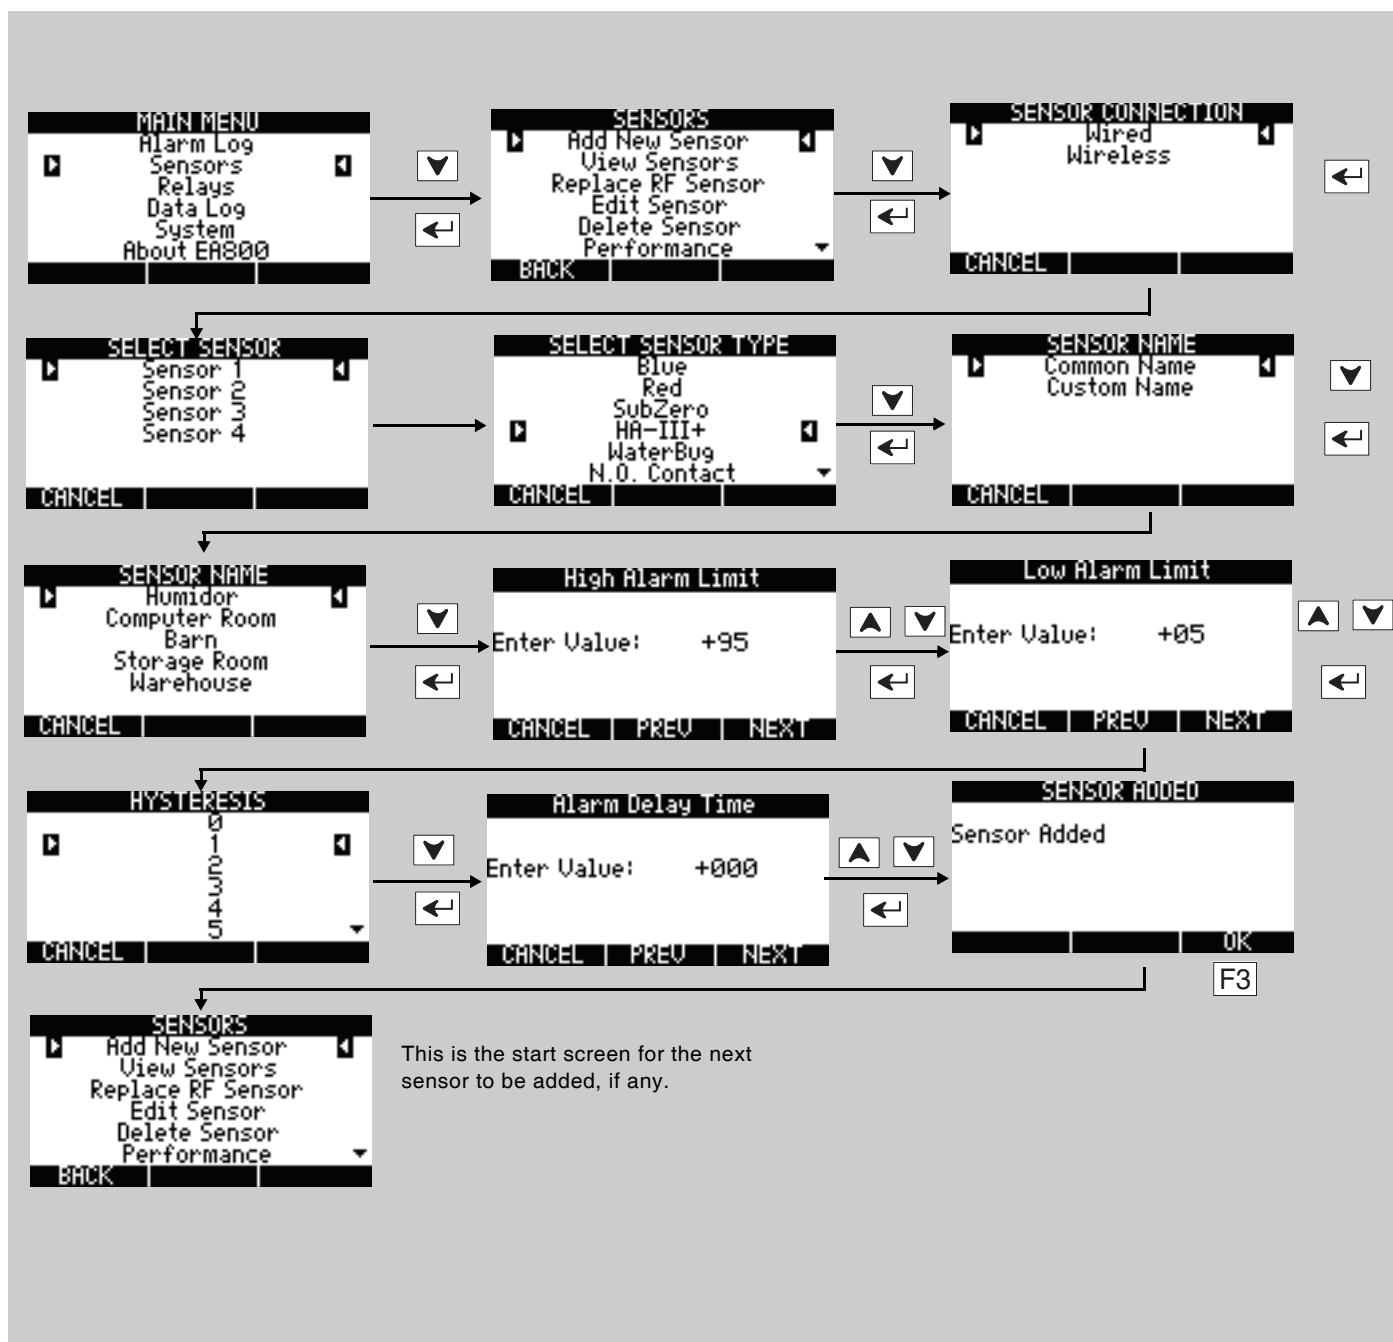 MAIN MENU
Alarm Log
Sensors
Relays
Data Log
System
About EA800
SENSORS
Add New Sensor
View Sensors
Replace RF Sensor
Edit Sensor
Delete Sensor
Performance
BACK
SENSOR CONNECTION
Wired
Wireless
CANCEL
SELECT SENSOR
Sensor 1
Sensor 2
Sensor 3
Sensor 4
CANCEL
SELECT SENSOR TYPE
Blue
Red
SubZero
HA-III+
WaterBug
N.O. Contact
CANCEL
SENSOR NAME
Common Name
Custom Name
CANCEL
SENSOR NAME
Humidor
Computer Room
Barn
Storage Room
Warehouse
CANCEL
High Alarm Limit
Enter Value: +95
CANCEL PREV NEXT
Low Alarm Limit
Enter Value: +05
CANCEL PREV NEXT
HYSTERESIS
0
1
2
3
4
5
CANCEL
Alarm Delay Time
Enter Value: +000
CANCEL PREV NEXT
SENSOR ADDED
Sensor Added
OK
F3
SENSORS
Add New Sensor
View Sensors
Replace RF Sensor
Edit Sensor
Delete Sensor
Performance
BACK
This is the start screen for the next
sensor to be added, if any.